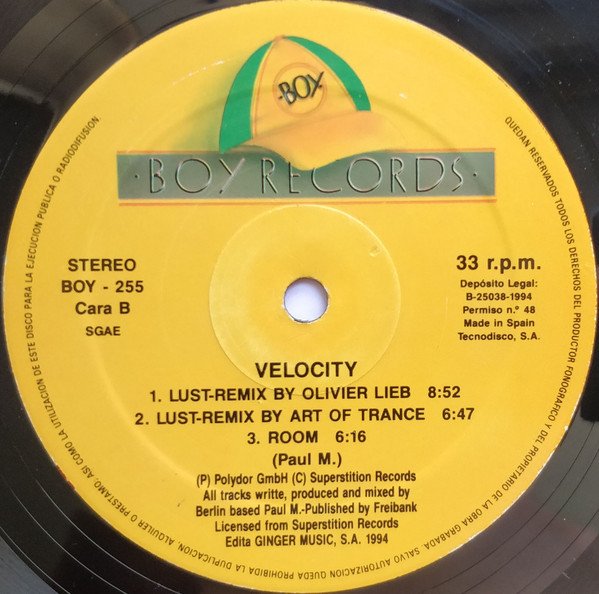 ·BOY·
·BOY RECORDS·
STEREO
BOY - 255
Cara B
SGAE
33 r.p.m.
Depósito Legal:
B-25038-1994
Permiso n.º 48
Made in Spain
Tecnodisco, S.A.
VELOCITY
1. LUST-REMIX BY OLIVIER LIEB 8:52
2. LUST-REMIX BY ART OF TRANCE 6:47
3. ROOM 6:16
(Paul M.)
(P) Polydor GmbH (C) Superstition Records
All tracks writte, produced and mixed by
Berlin based Paul M.-Published by Freibank
Licensed from Superstition Records
Edita GINGER MUSIC, S.A. 1994
QUEDAN RESERVADOS TODOS LOS DERECHOS DEL PRODUCTOR FONOGRAFICO Y DEL PROPIETARIO DE LA OBRA GRABADA. SALVO AUTORIZACION QUEDA PROHIBIDA LA DUPLICACION, ALQUILER O PRESTAMO, ASI COMO LA UTILIZACION DE ESTE DISCO PARA LA EJECUCION PUBLICA O RADIODIFUSION.